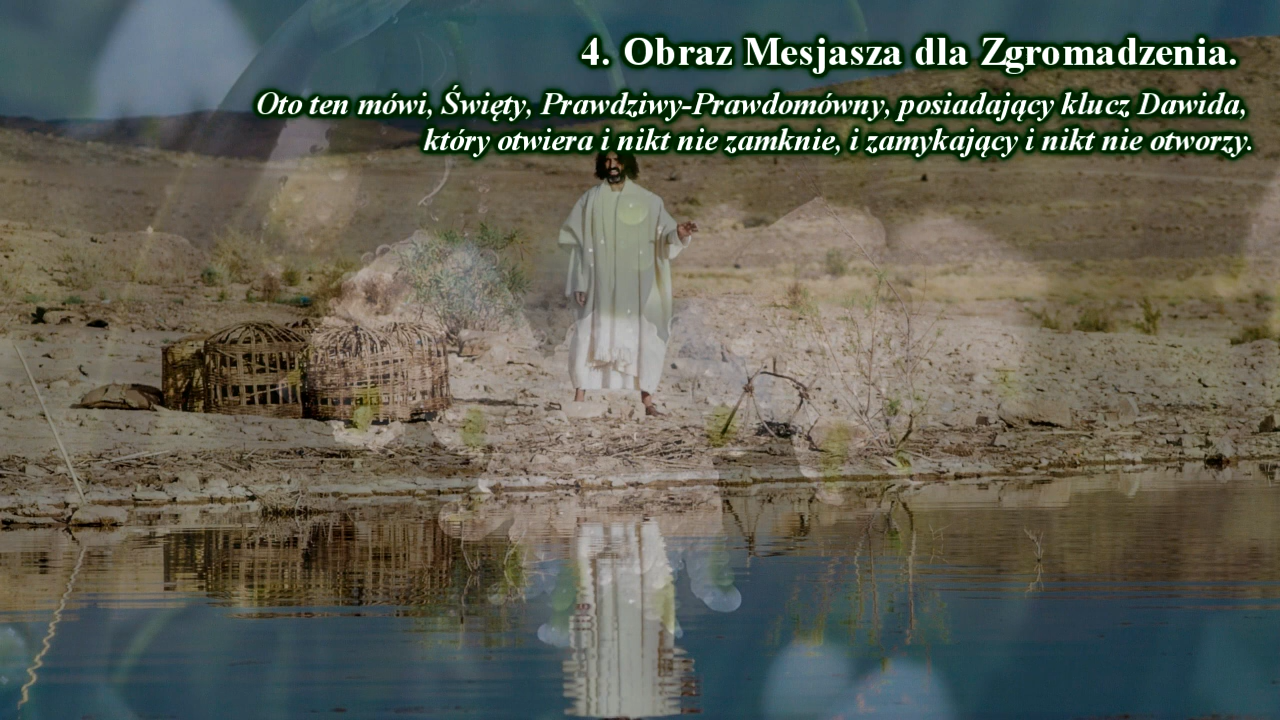 4. Obraz Mesjasza dla Zgromadzenia.
Oto ten mówi, Święty, Prawdziwy-Prawdomówny, posiadający klucz Dawida,
który otwiera i nikt nie zamknie, i zamykający i nikt nie otworzy.